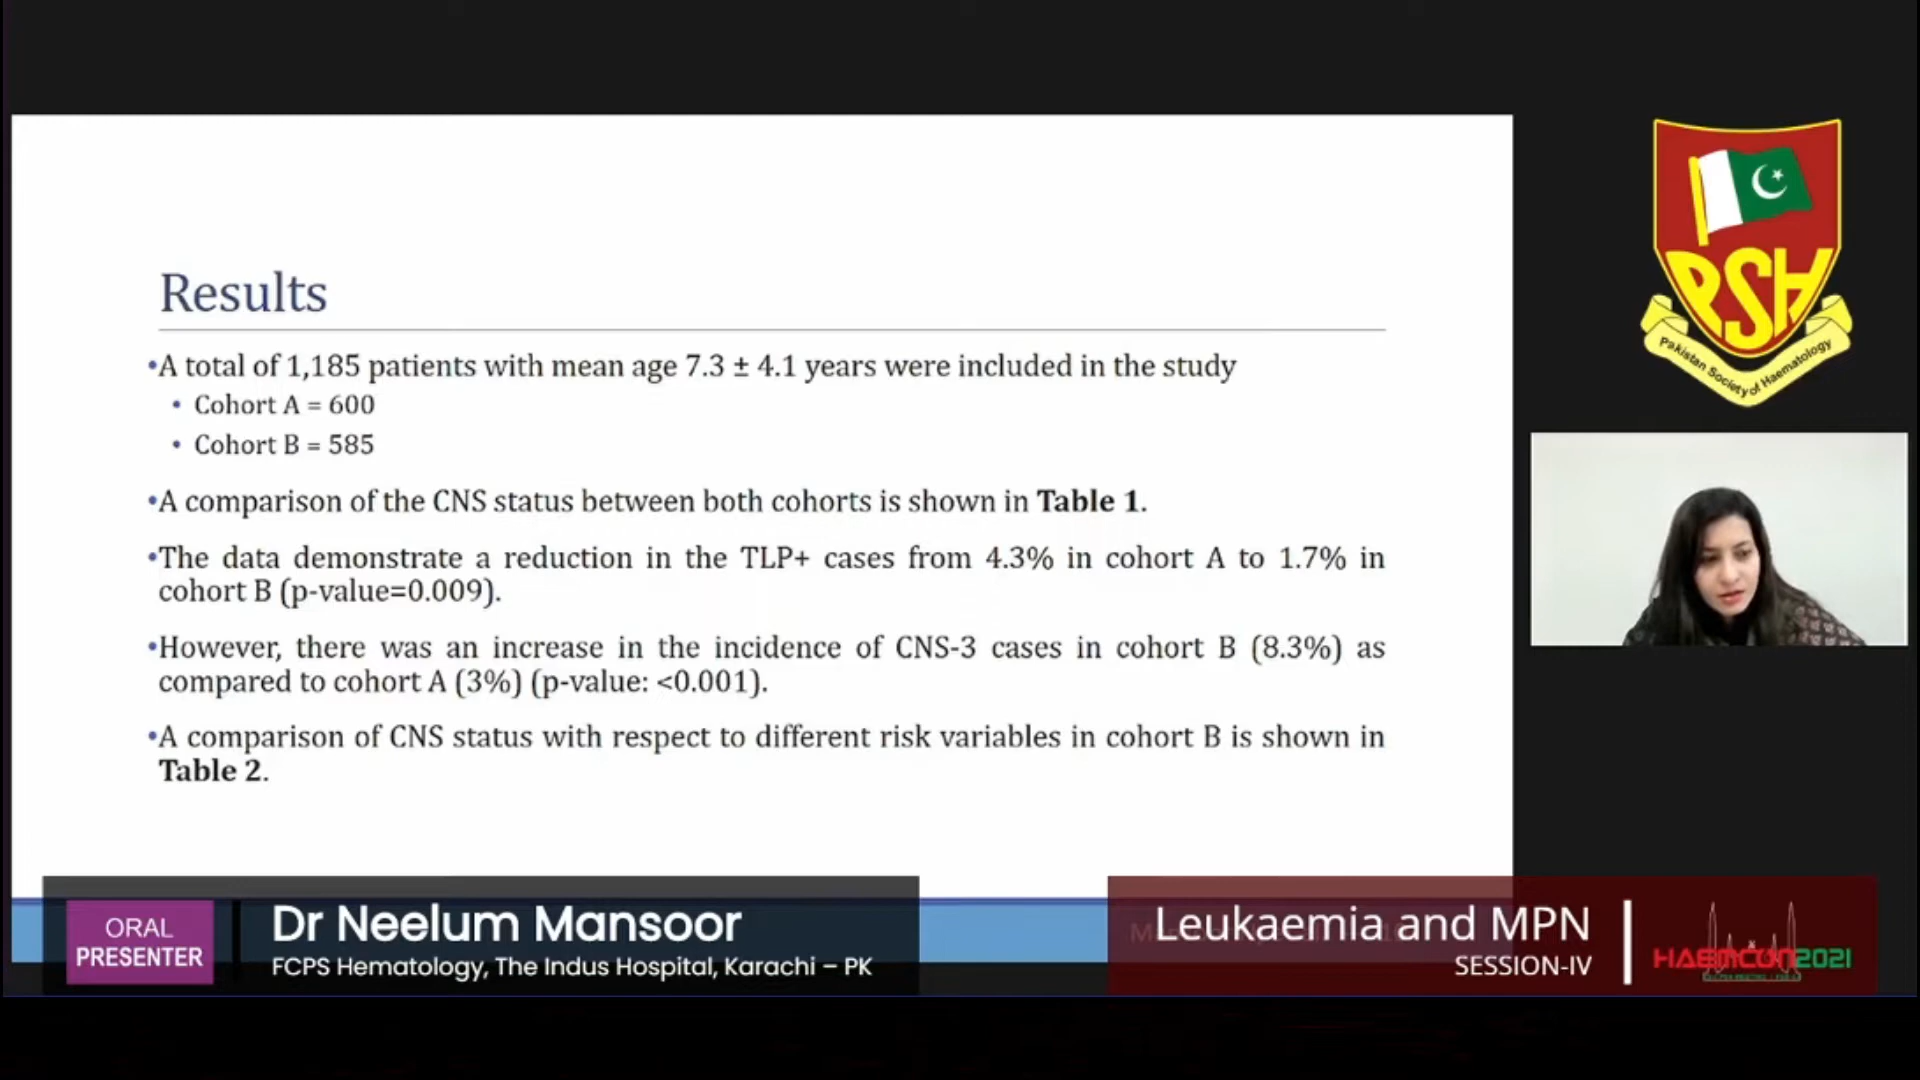 Results
•A total of 1,185 patients with mean age 7.3 ± 4.1 years were included in the study
• Cohort A = 600
• Cohort B = 585
•A comparison of the CNS status between both cohorts is shown in Table 1.
•The data demonstrate a reduction in the TLP+ cases from 4.3% in cohort A to 1.7% in
cohort B (p-value=0.009).
•However, there was an increase in the incidence of CNS-3 cases in cohort B (8.3%) as
compared to cohort A (3%) (p-value: <0.001).
•A comparison of CNS status with respect to different risk variables in cohort B is shown in
Table 2.
PSH
Pakistan Society of Haematology
ORAL
PRESENTER
Dr Neelum Mansoor
FCPS Hematology, The Indus Hospital, Karachi – PK
Leukaemia and MPN
SESSION-IV
HAEMCON2021